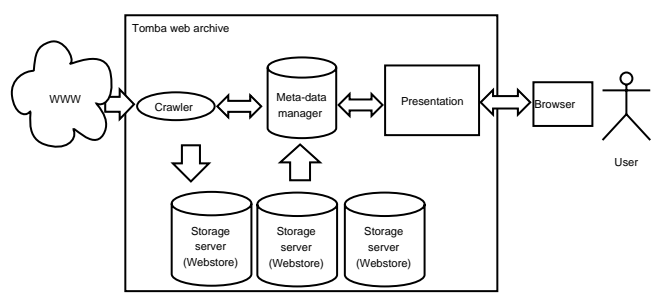 Tomba web archive
WWW
Crawler
Meta-data
manager
Presentation
Browser
User
Storage
server
(Webstore)
Storage
server
(Webstore)
Storage
server
(Webstore)